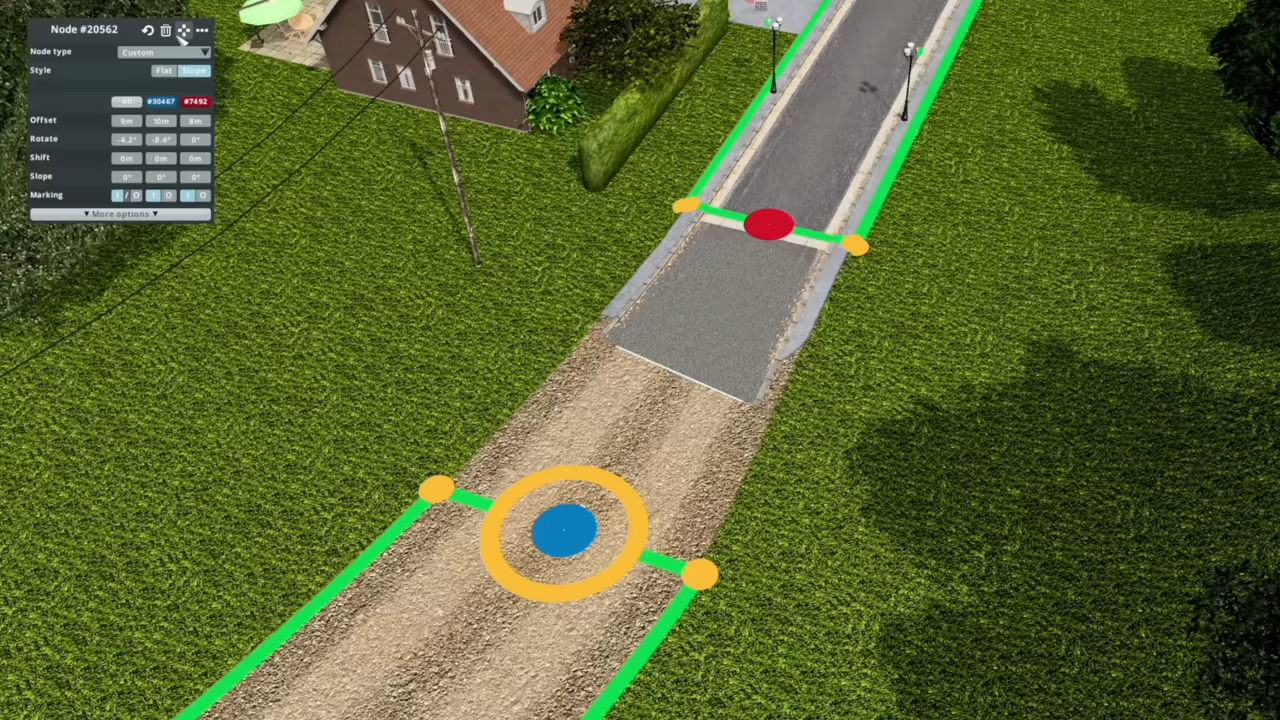 Node #20562
Node type Custom
Style Flat Slope
All #30467 #7492
Offset 9m 10m 8m
Rotate -4.2° -8.4° 0°
Shift 0m 0m 0m
Slope 0° 0° 0°
Marking I / O I O I O
▼ More options ▼